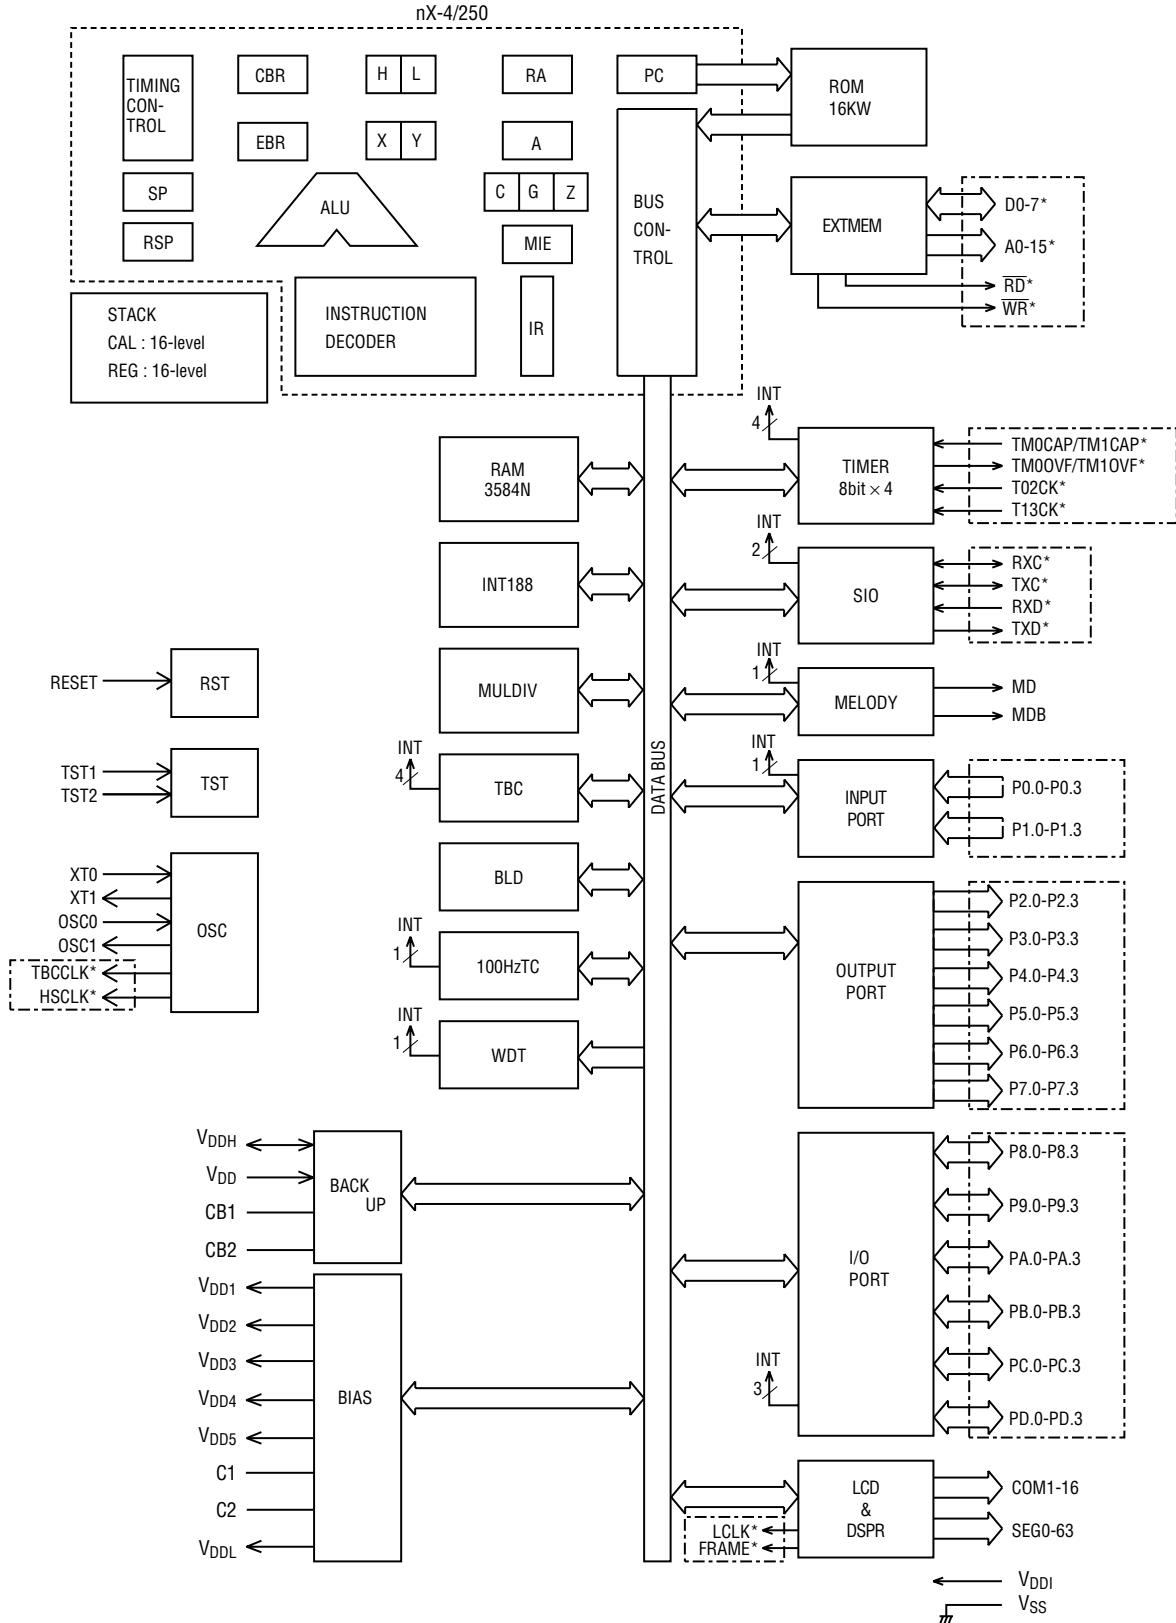 nX-4/250
TIMING
CON-
TROL
CBR
H L
RA
PC
ROM
16KW
EBR
X Y
A
SP
ALU
C G Z
BUS
CON-
TROL
EXTMEM
D0-7*
A0-15*
RD*
WR*
RSP
MIE
STACK
CAL : 16-level
REG : 16-level
INSTRUCTION
DECODER
IR
INT
4
TIMER
8bit × 4
TM0CAP/TM1CAP*
TM0OVF/TM1OVF*
T02CK*
T13CK*
RAM
3584N
INT
2
SIO
RXC*
TXC*
RXD*
TXD*
INT188
RESET
RST
MULDIV
INT
1
MELODY
MD
MDB
TST1
TST2
TST
INT
4
TBC
DATA BUS
INT
1
INPUT
PORT
P0.0-P0.3
P1.0-P1.3
XT0
XT1
OSC0
OSC1
TBCCLK*
HSCLK*
OSC
BLD
INT
1
100HzTC
INT
1
WDT
OUTPUT
PORT
P2.0-P2.3
P3.0-P3.3
P4.0-P4.3
P5.0-P5.3
P6.0-P6.3
P7.0-P7.3
VDDH
VDD
CB1
CB2
BACK
UP
I/O
PORT
P8.0-P8.3
P9.0-P9.3
PA.0-PA.3
PB.0-PB.3
PC.0-PC.3
PD.0-PD.3
INT
3
VDD1
VDD2
VDD3
VDD4
VDD5
C1
C2
VDDL
BIAS
LCD
&
DSPR
COM1-16
SEG0-63
LCLK*
FRAME*
VDDI
VSS